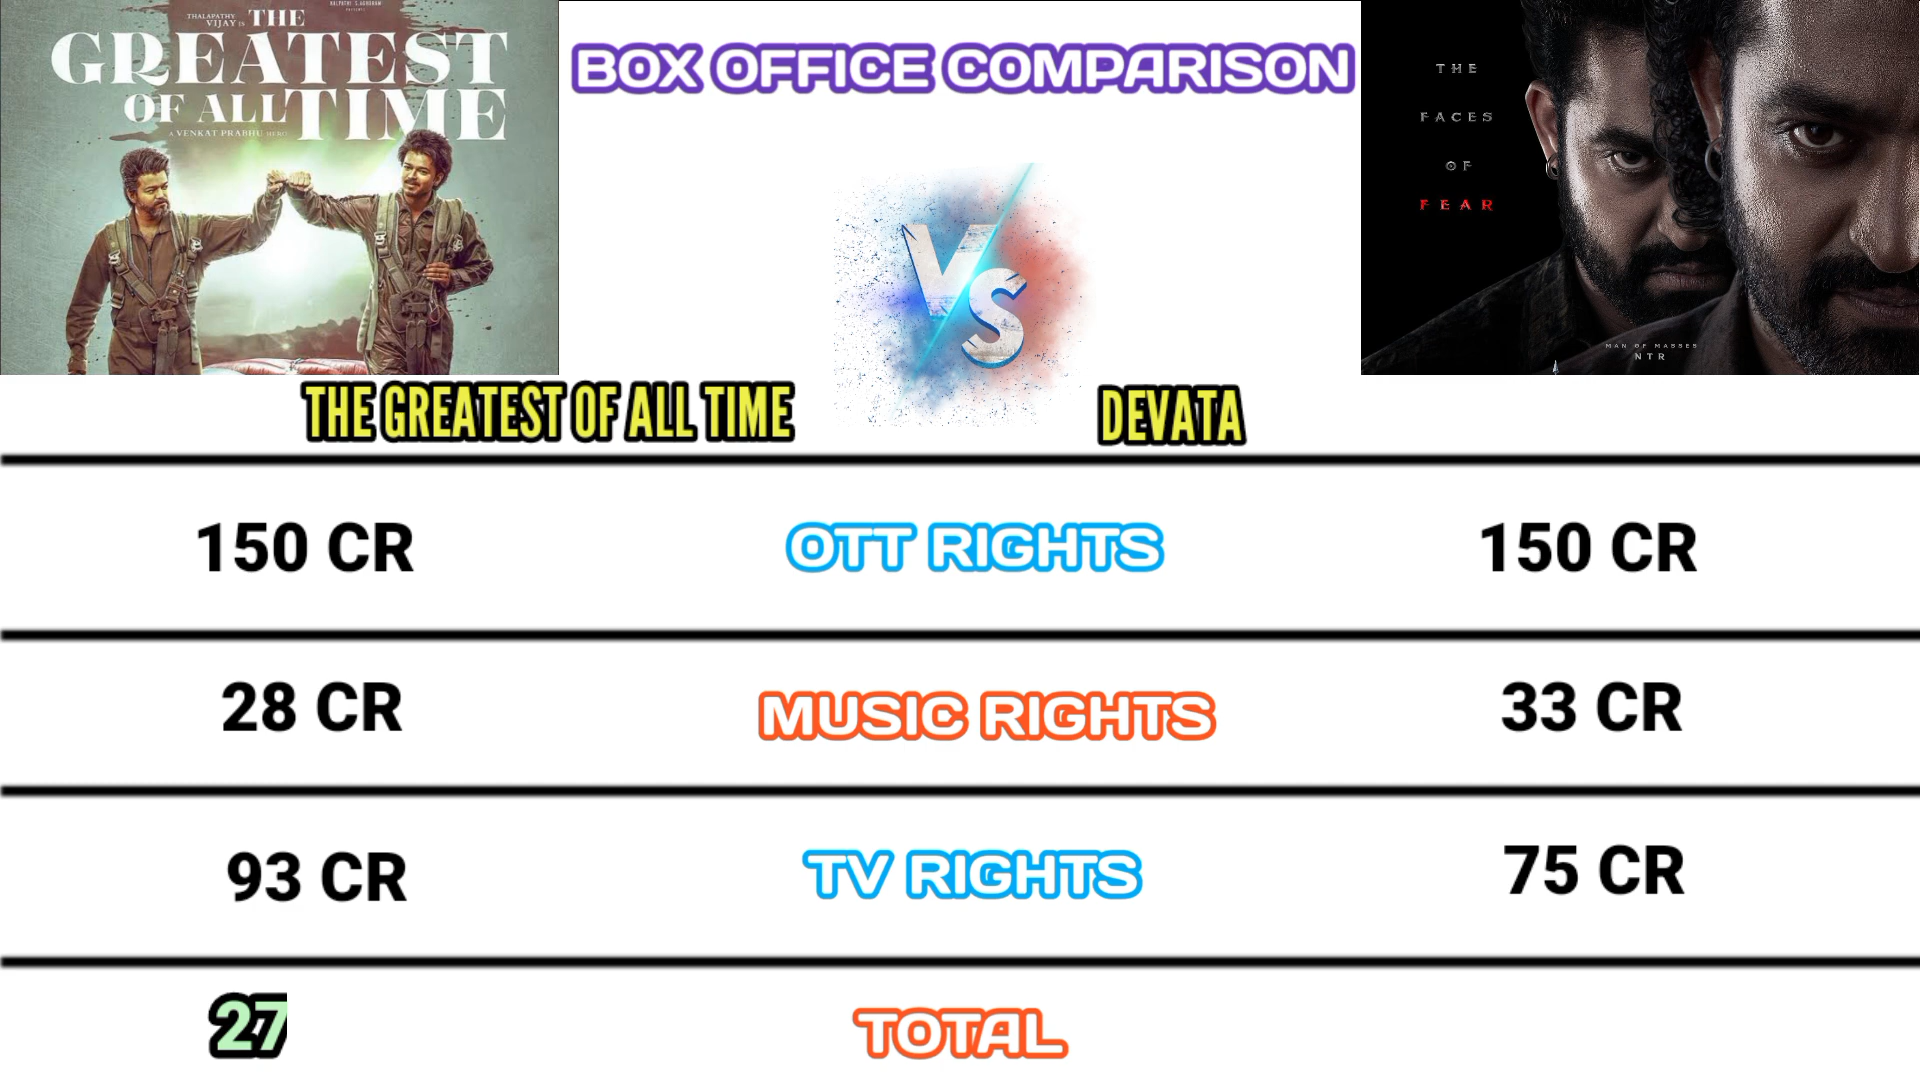 THALAPATHY
VIJAY IS THE
GREATEST
OF ALL TIME
A VENKAT PRABHU HERO
BOX OFFICE COMPARISON
THE
FACES
OF
FEAR
MAN OF MASSES
NTR
VS
THE GREATEST OF ALL TIME
DEVATA
150 CR OTT RIGHTS 150 CR
28 CR MUSIC RIGHTS 33 CR
93 CR TV RIGHTS 75 CR
27 TOTAL